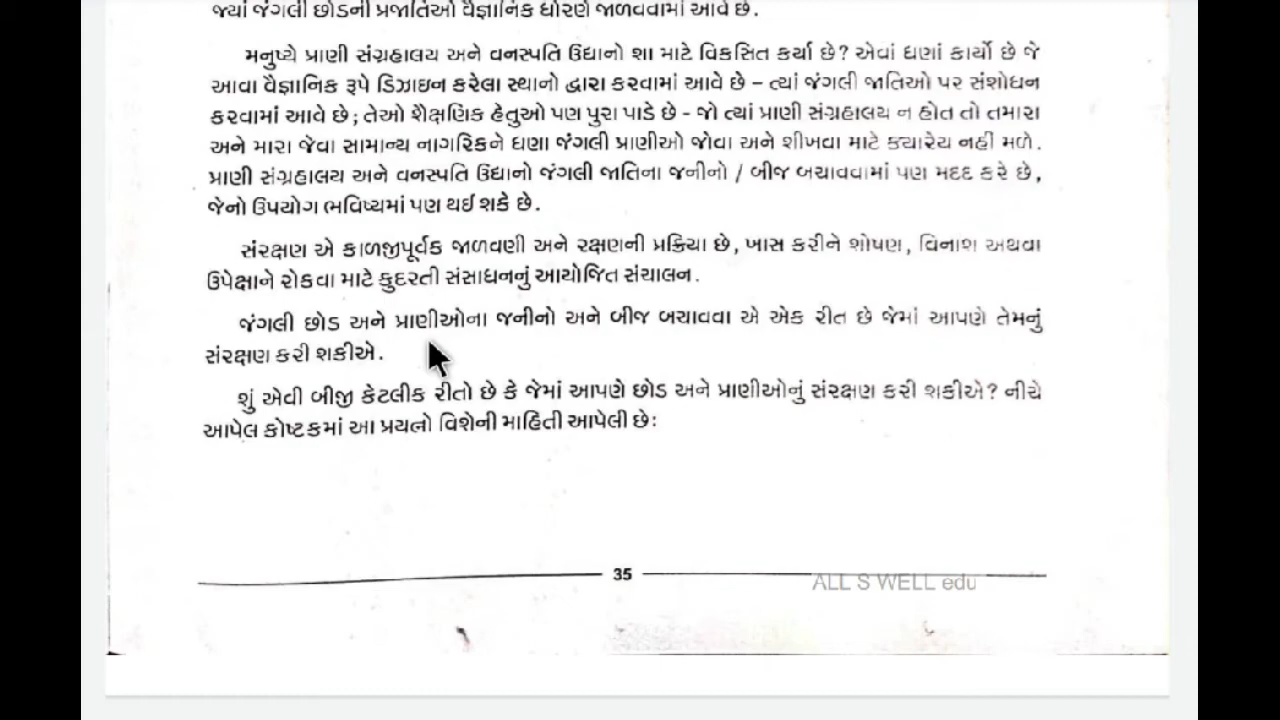 જ્યાં જંગલી છોડની પ્રજાતિઓ વૈજ્ઞાનિક ધોરણે જાળવવામાં આવે છે.
મનુષ્યે પ્રાણી સંગ્રહાલય અને વનસ્પતિ ઉદ્યાનો શા માટે વિકસિત કર્યા છે? એવાં ઘણાં કાર્યો છે જે
આવા વૈજ્ઞાનિક રૂપે ડિઝાઇન કરેલા સ્થાનો દ્વારા કરવામાં આવે છે – ત્યાં જંગલી જાતિઓ પર સંશોધન
કરવામાં આવે છે; તેઓ શૈક્ષણિક હેતુઓ પણ પુરા પાડે છે - જો ત્યાં પ્રાણી સંગ્રહાલય ન હોત તો તમારા
અને મારા જેવા સામાન્ય નાગરિકને ઘણા જંગલી પ્રાણીઓ જોવા અને શીખવા માટે ક્યારેય નહીં મળે.
પ્રાણી સંગ્રહાલય અને વનસ્પતિ ઉદ્યાનો જંગલી જાતિના જનીનો / બીજ બચાવવામાં પણ મદદ કરે છે,
જેનો ઉપયોગ ભવિષ્યમાં પણ થઈ શકે છે.
સંરક્ષણ એ કાળજીપૂર્વક જાળવણી અને રક્ષણની પ્રક્રિયા છે, ખાસ કરીને શોષણ, વિનાશ અથવા
ઉપેક્ષાને રોકવા માટે કુદરતી સંસાધનનું આયોજિત સંચાલન.
જંગલી છોડ અને પ્રાણીઓના જનીનો અને બીજ બચાવવા એ એક રીત છે જેમાં આપણે તેમનું
સંરક્ષણ કરી શકીએ.
શું એવી બીજી કેટલીક રીતો છે કે જેમાં આપણે છોડ અને પ્રાણીઓનું સંરક્ષણ કરી શકીએ? નીચે
આપેલ કોષ્ટકમાં આ પ્રયત્નો વિશેની માહિતી આપેલી છેઃ
35
ALL S WELL edu